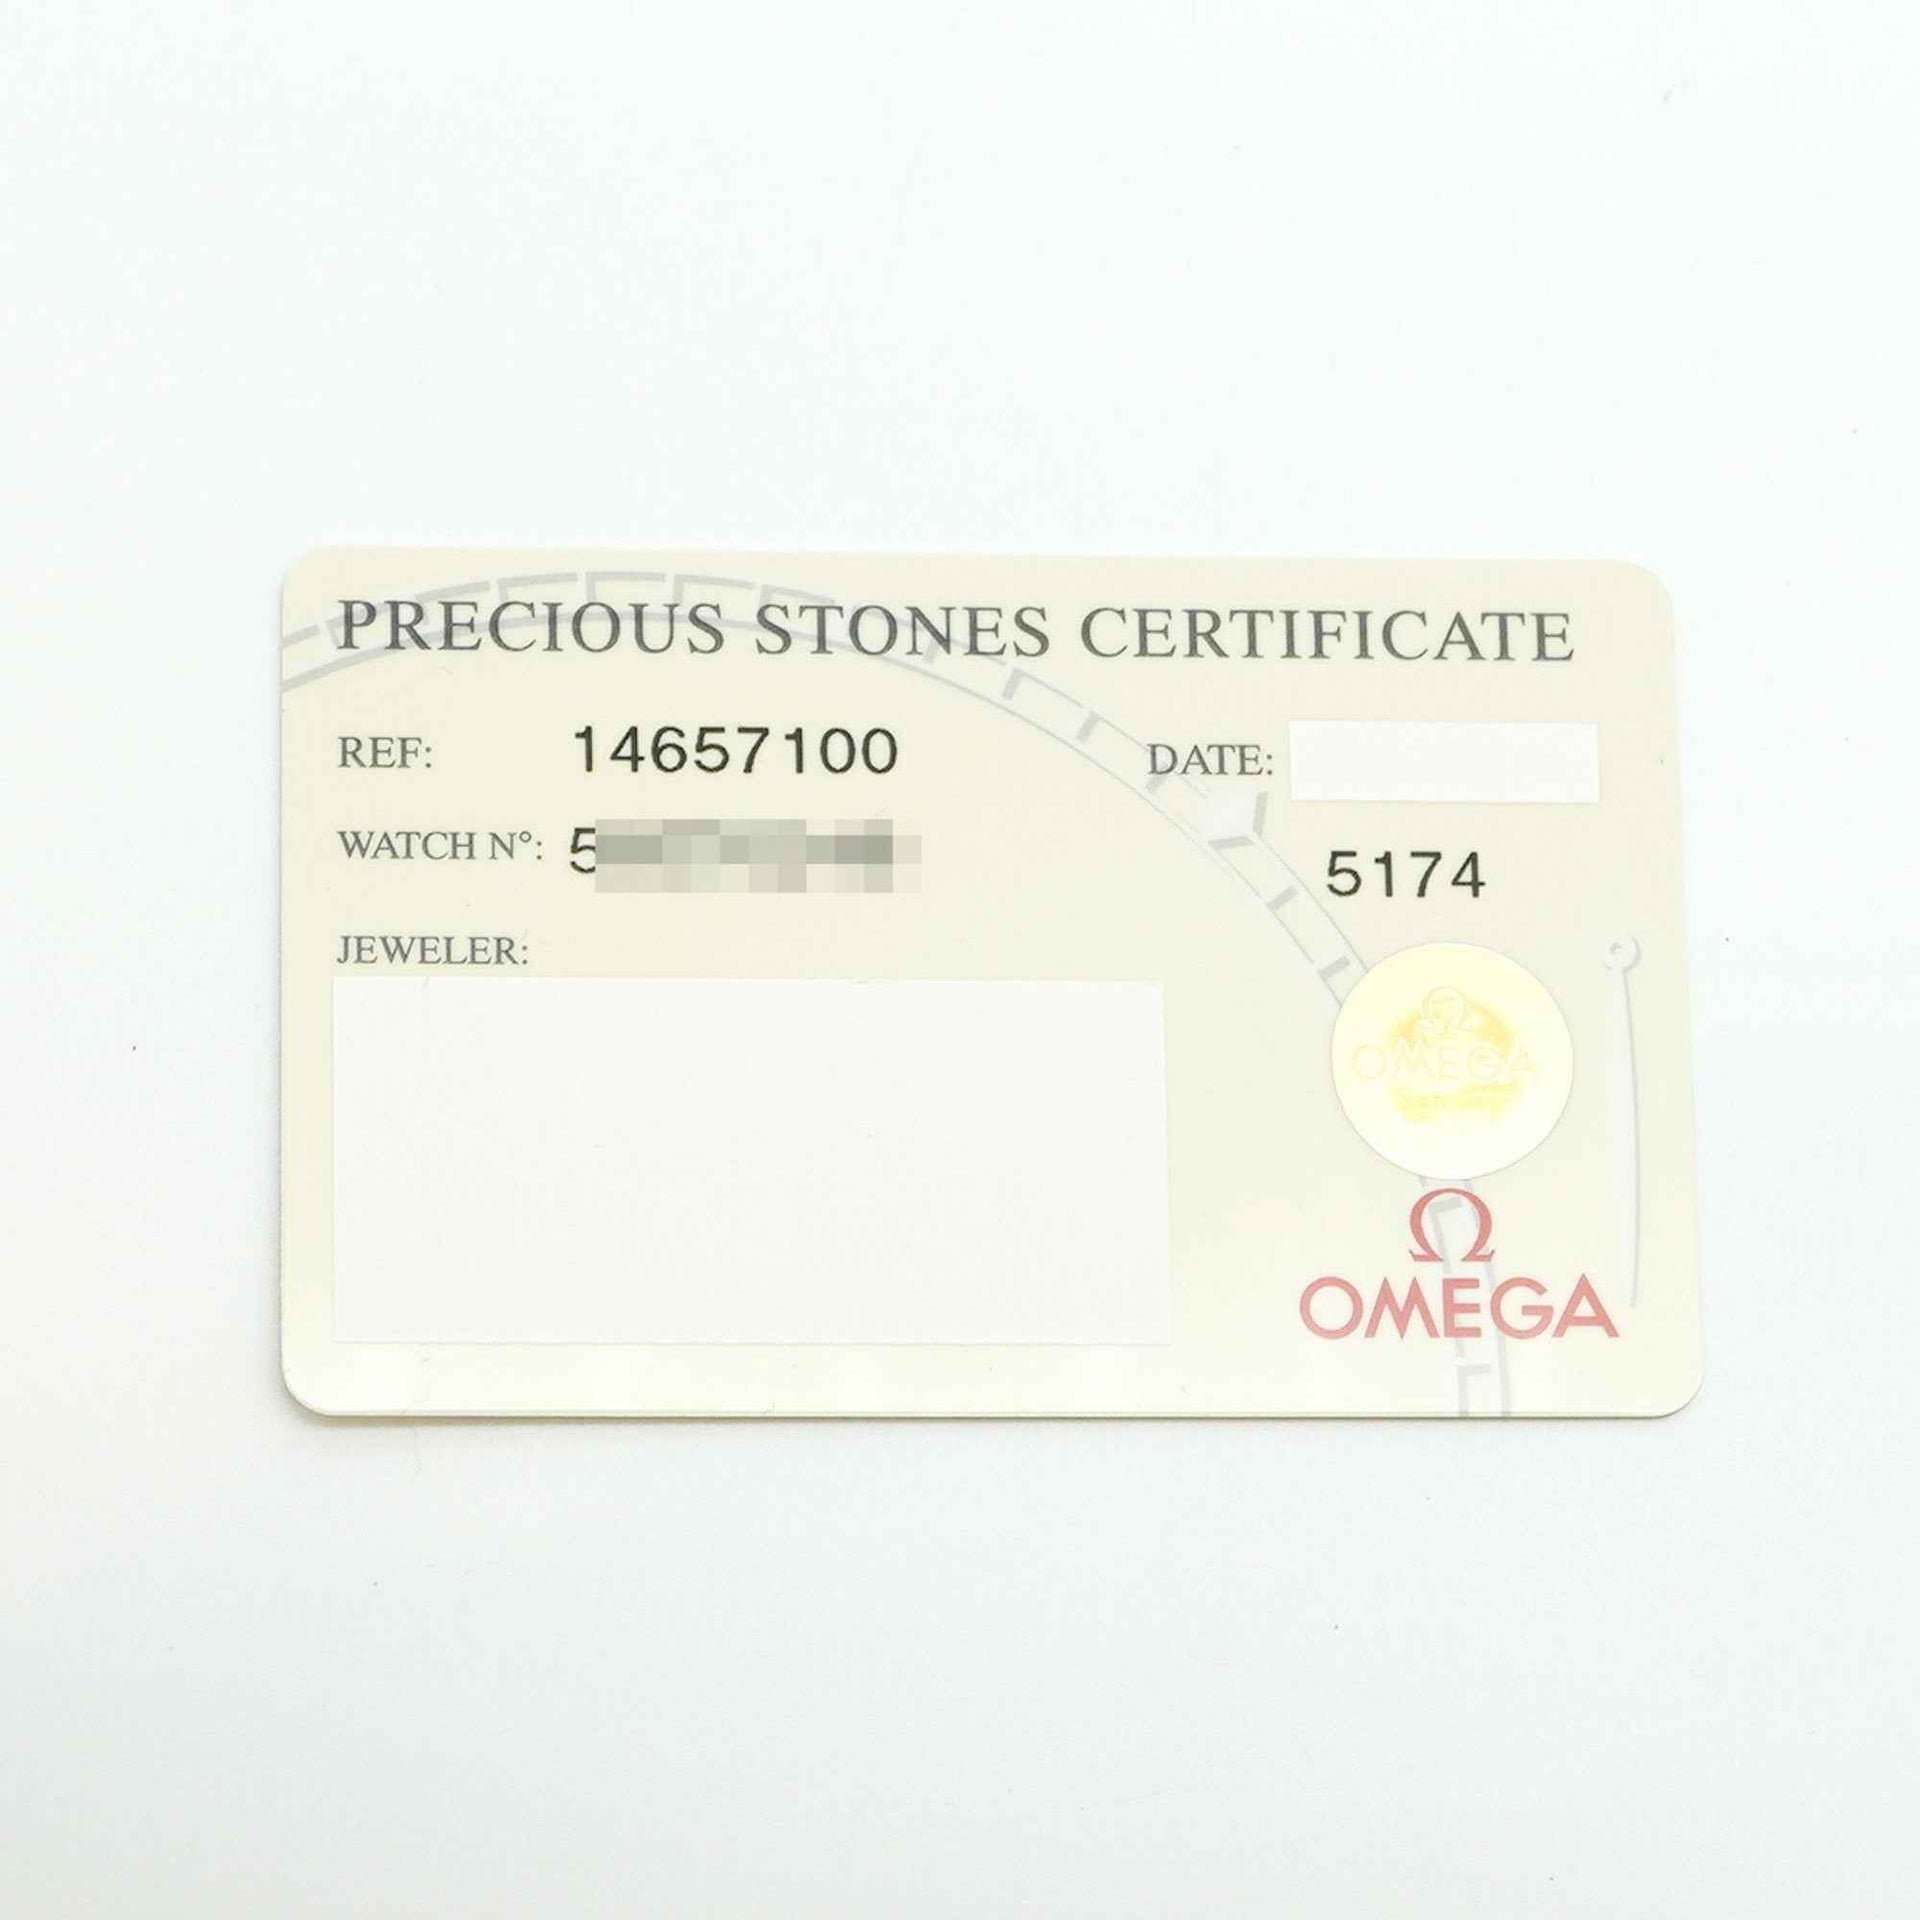 PRECIOUS STONES CERTIFICATE
REF: 14657100 DATE:
WATCH N°: 5
5174
JEWELER:
Ω
OMEGA
Ω
OMEGA